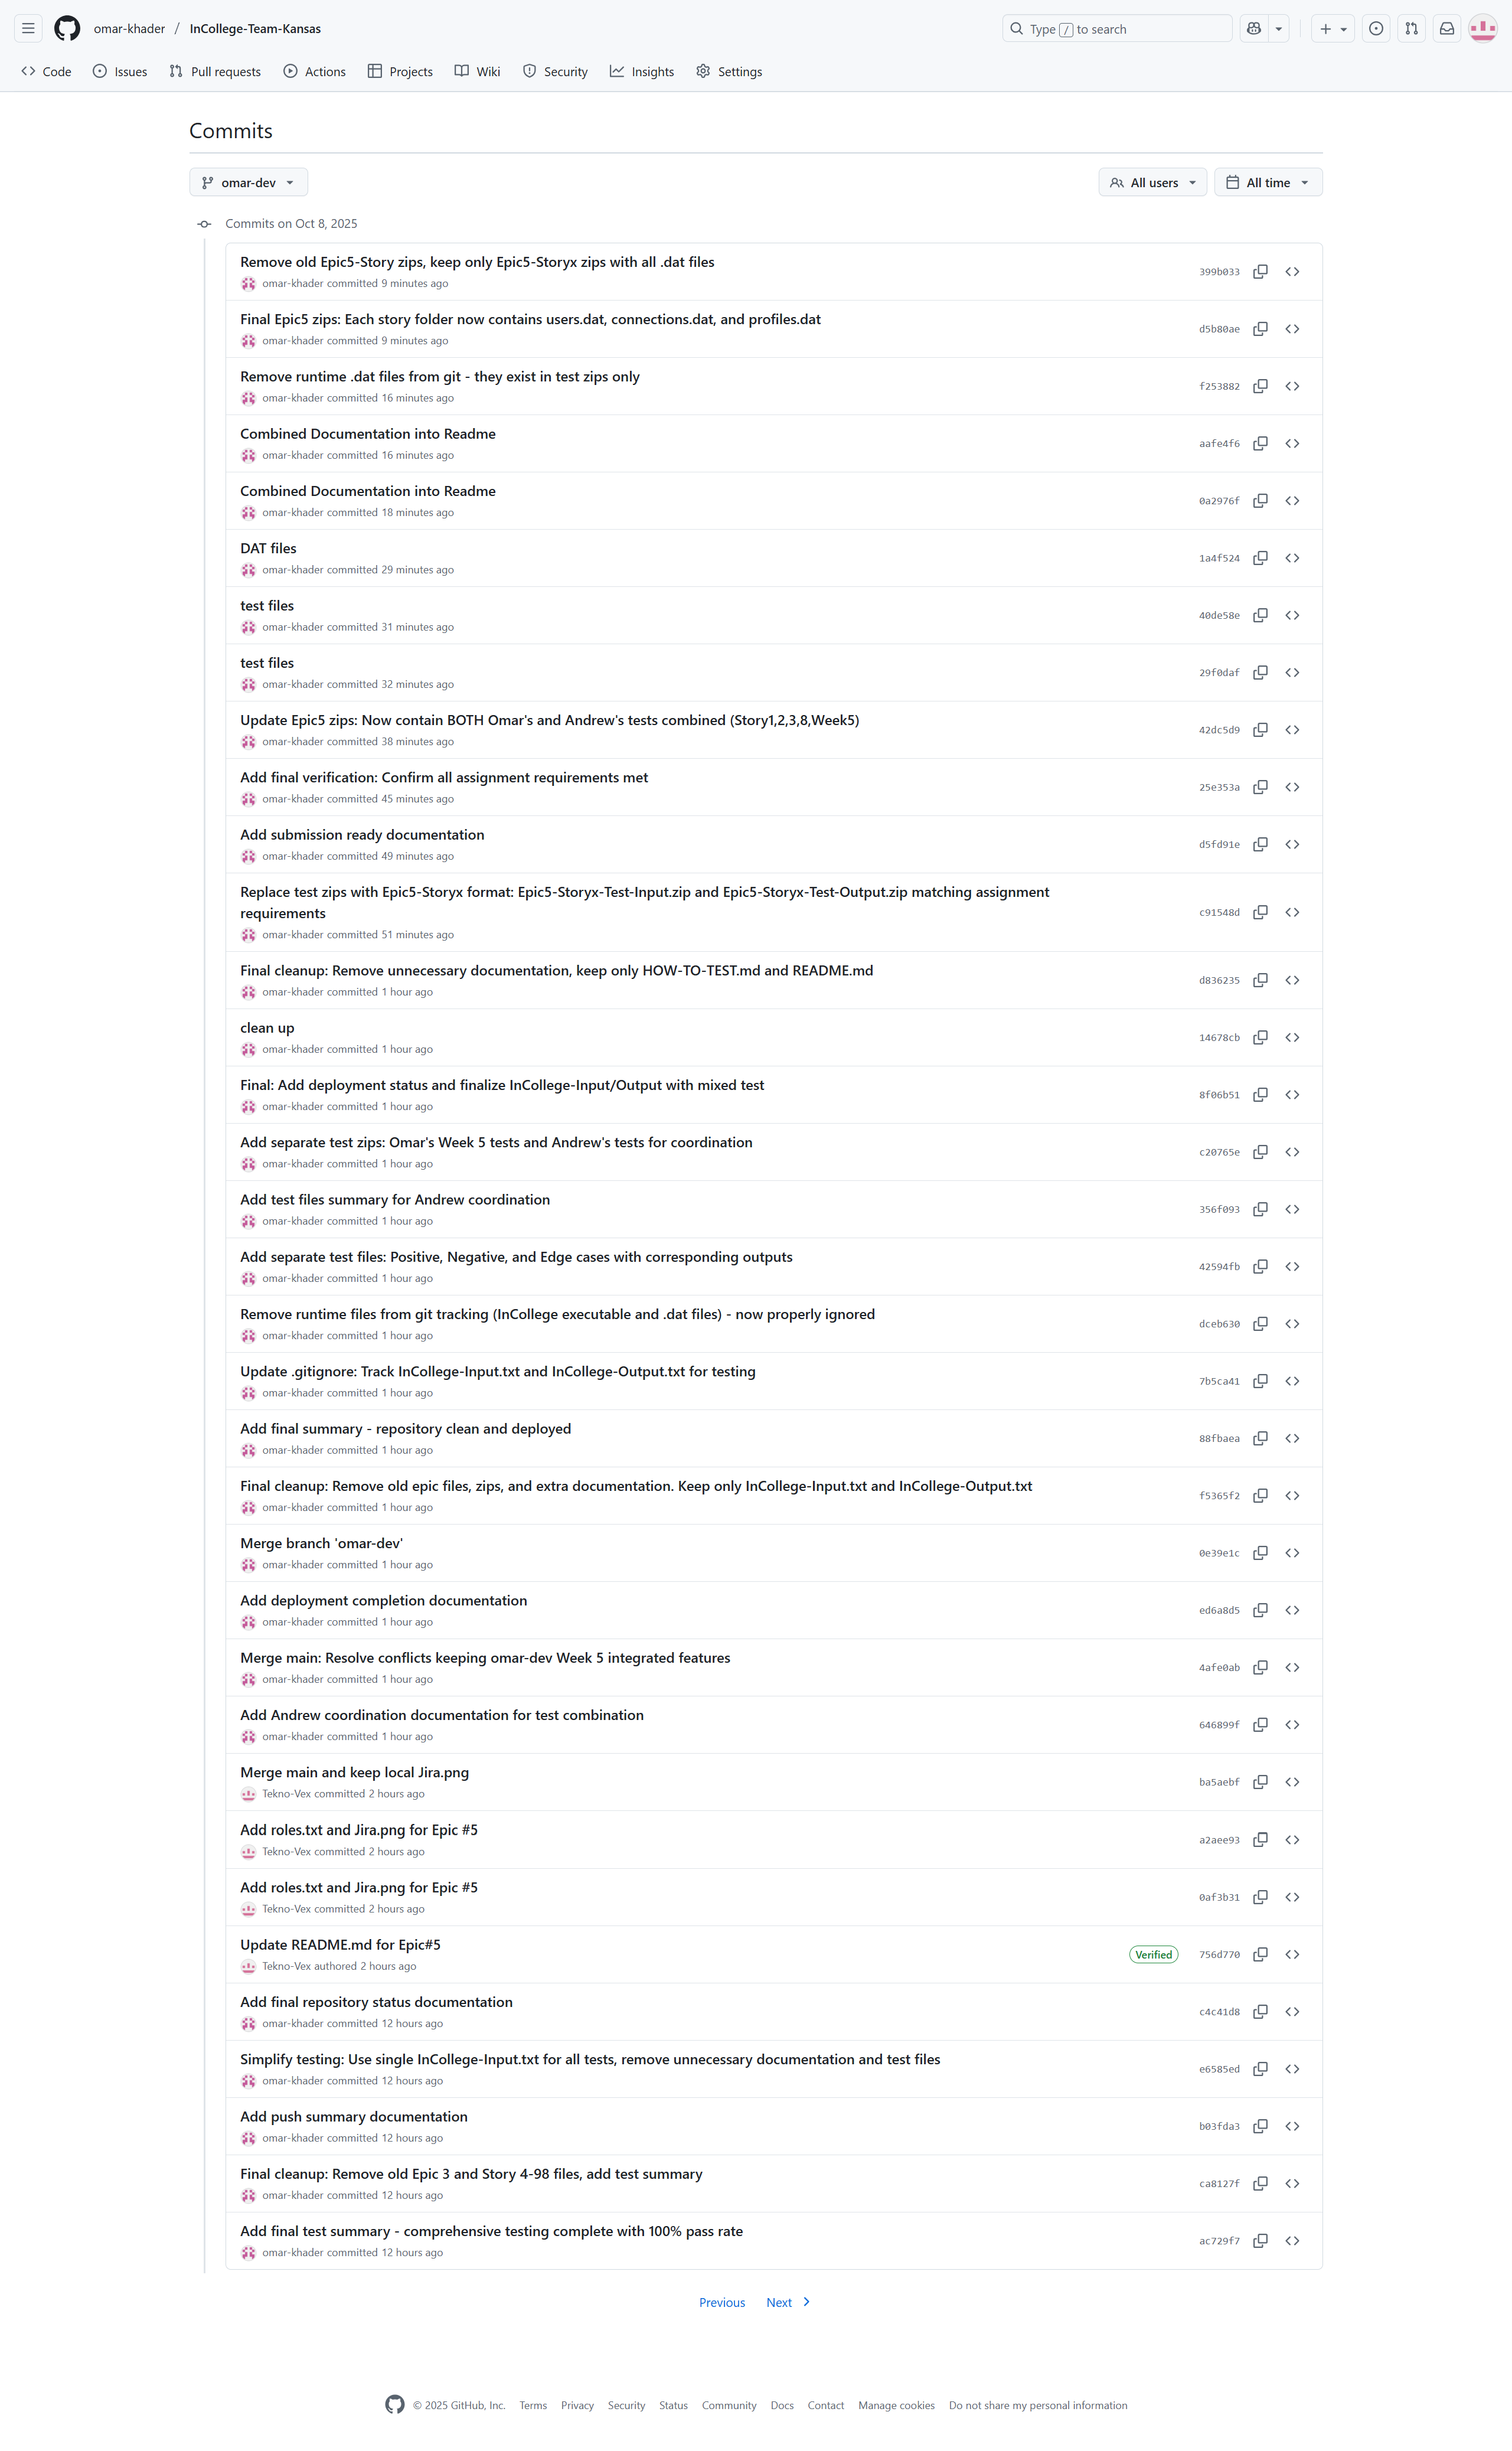 omar-khader / InCollege-Team-Kansas
Type / to search
Code Issues Pull requests Actions Projects Wiki Security Insights Settings
Commits
omar-dev All users All time
Commits on Oct 8, 2025
Remove old Epic5-Story zips, keep only Epic5-Storyx zips with all .dat files
omar-khader committed 9 minutes ago
399b033
Final Epic5 zips: Each story folder now contains users.dat, connections.dat, and profiles.dat
omar-khader committed 9 minutes ago
d5b80ae
Remove runtime .dat files from git - they exist in test zips only
omar-khader committed 16 minutes ago
f253882
Combined Documentation into Readme
omar-khader committed 16 minutes ago
aafe4f6
Combined Documentation into Readme
omar-khader committed 18 minutes ago
0a2976f
DAT files
omar-khader committed 29 minutes ago
1a4f524
test files
omar-khader committed 31 minutes ago
40de58e
test files
omar-khader committed 32 minutes ago
29f0daf
Update Epic5 zips: Now contain BOTH Omar's and Andrew's tests combined (Story1,2,3,8,Week5)
omar-khader committed 38 minutes ago
42dc5d9
Add final verification: Confirm all assignment requirements met
omar-khader committed 45 minutes ago
25e353a
Add submission ready documentation
omar-khader committed 49 minutes ago
d5fd91e
Replace test zips with Epic5-Storyx format: Epic5-Storyx-Test-Input.zip and Epic5-Storyx-Test-Output.zip matching assignment
requirements
omar-khader committed 51 minutes ago
c91548d
Final cleanup: Remove unnecessary documentation, keep only HOW-TO-TEST.md and README.md
omar-khader committed 1 hour ago
d836235
clean up
omar-khader committed 1 hour ago
14678cb
Final: Add deployment status and finalize InCollege-Input/Output with mixed test
omar-khader committed 1 hour ago
8f06b51
Add separate test zips: Omar's Week 5 tests and Andrew's tests for coordination
omar-khader committed 1 hour ago
c20765e
Add test files summary for Andrew coordination
omar-khader committed 1 hour ago
356f093
Add separate test files: Positive, Negative, and Edge cases with corresponding outputs
omar-khader committed 1 hour ago
42594fb
Remove runtime files from git tracking (InCollege executable and .dat files) - now properly ignored
omar-khader committed 1 hour ago
dceb630
Update .gitignore: Track InCollege-Input.txt and InCollege-Output.txt for testing
omar-khader committed 1 hour ago
7b5ca41
Add final summary - repository clean and deployed
omar-khader committed 1 hour ago
88fbaea
Final cleanup: Remove old epic files, zips, and extra documentation. Keep only InCollege-Input.txt and InCollege-Output.txt
omar-khader committed 1 hour ago
f5365f2
Merge branch 'omar-dev'
omar-khader committed 1 hour ago
0e39e1c
Add deployment completion documentation
omar-khader committed 1 hour ago
ed6a8d5
Merge main: Resolve conflicts keeping omar-dev Week 5 integrated features
omar-khader committed 1 hour ago
4afe0ab
Add Andrew coordination documentation for test combination
omar-khader committed 1 hour ago
646899f
Merge main and keep local Jira.png
Tekno-Vex committed 2 hours ago
ba5aebf
Add roles.txt and Jira.png for Epic #5
Tekno-Vex committed 2 hours ago
a2aee93
Add roles.txt and Jira.png for Epic #5
Tekno-Vex committed 2 hours ago
0af3b31
Update README.md for Epic#5
Tekno-Vex authored 2 hours ago
Verified 756d770
Add final repository status documentation
omar-khader committed 12 hours ago
c4c41d8
Simplify testing: Use single InCollege-Input.txt for all tests, remove unnecessary documentation and test files
omar-khader committed 12 hours ago
e6585ed
Add push summary documentation
omar-khader committed 12 hours ago
b03fda3
Final cleanup: Remove old Epic 3 and Story 4-98 files, add test summary
omar-khader committed 12 hours ago
ca8127f
Add final test summary - comprehensive testing complete with 100% pass rate
omar-khader committed 12 hours ago
ac729f7
Previous Next
© 2025 GitHub, Inc. Terms Privacy Security Status Community Docs Contact Manage cookies Do not share my personal information